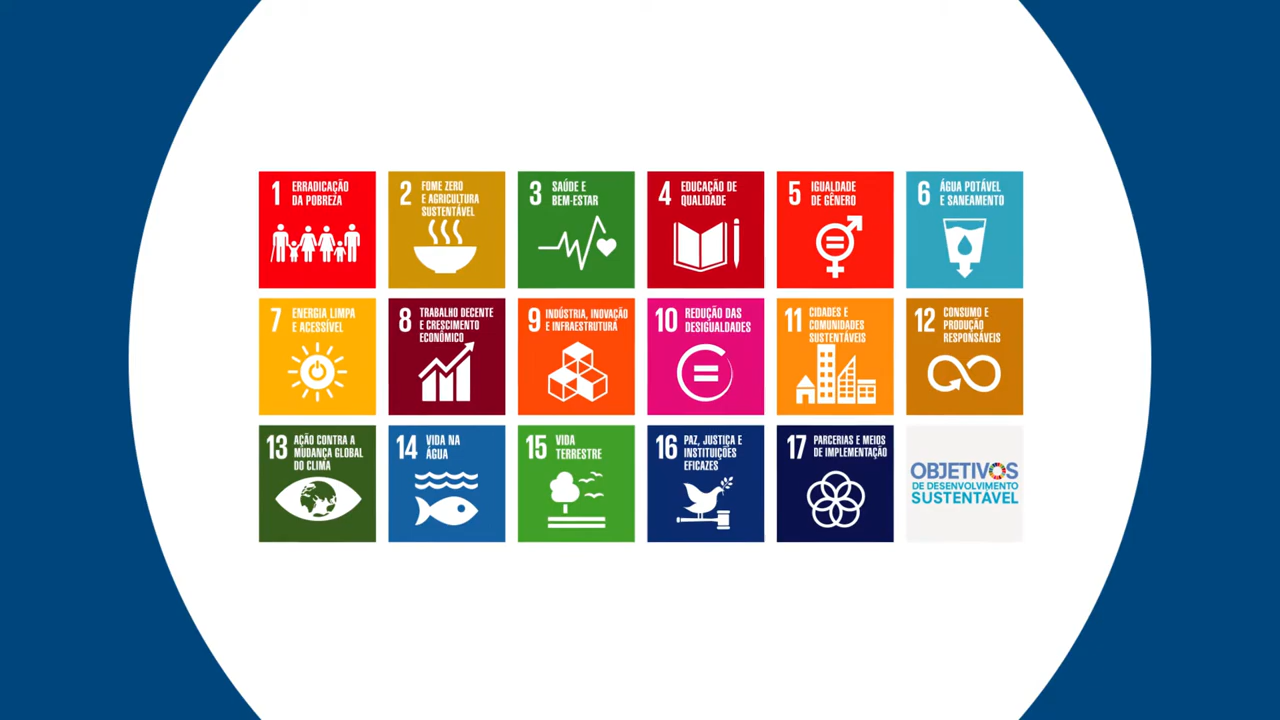 1 ERRADICAÇÃO
DA POBREZA
2 FOME ZERO
E AGRICULTURA
SUSTENTÁVEL
3 SAÚDE E
BEM-ESTAR
4 EDUCAÇÃO DE
QUALIDADE
5 IGUALDADE
DE GÊNERO
6 ÁGUA POTÁVEL
E SANEAMENTO
7 ENERGIA LIMPA
E ACESSÍVEL
8 TRABALHO DECENTE
E CRESCIMENTO
ECONÔMICO
9 INDÚSTRIA, INOVAÇÃO
E INFRAESTRUTURA
10 REDUÇÃO DAS
DESIGUALDADES
11 CIDADES E
COMUNIDADES
SUSTENTÁVEIS
12 CONSUMO E
PRODUÇÃO
RESPONSÁVEIS
13 AÇÃO CONTRA A
MUDANÇA GLOBAL
DO CLIMA
14 VIDA NA
ÁGUA
15 VIDA
TERRESTRE
16 PAZ, JUSTIÇA E
INSTITUIÇÕES
EFICAZES
17 PARCERIAS E MEIOS
DE IMPLEMENTAÇÃO
OBJETIVOS
DE DESENVOLVIMENTO
SUSTENTÁVEL